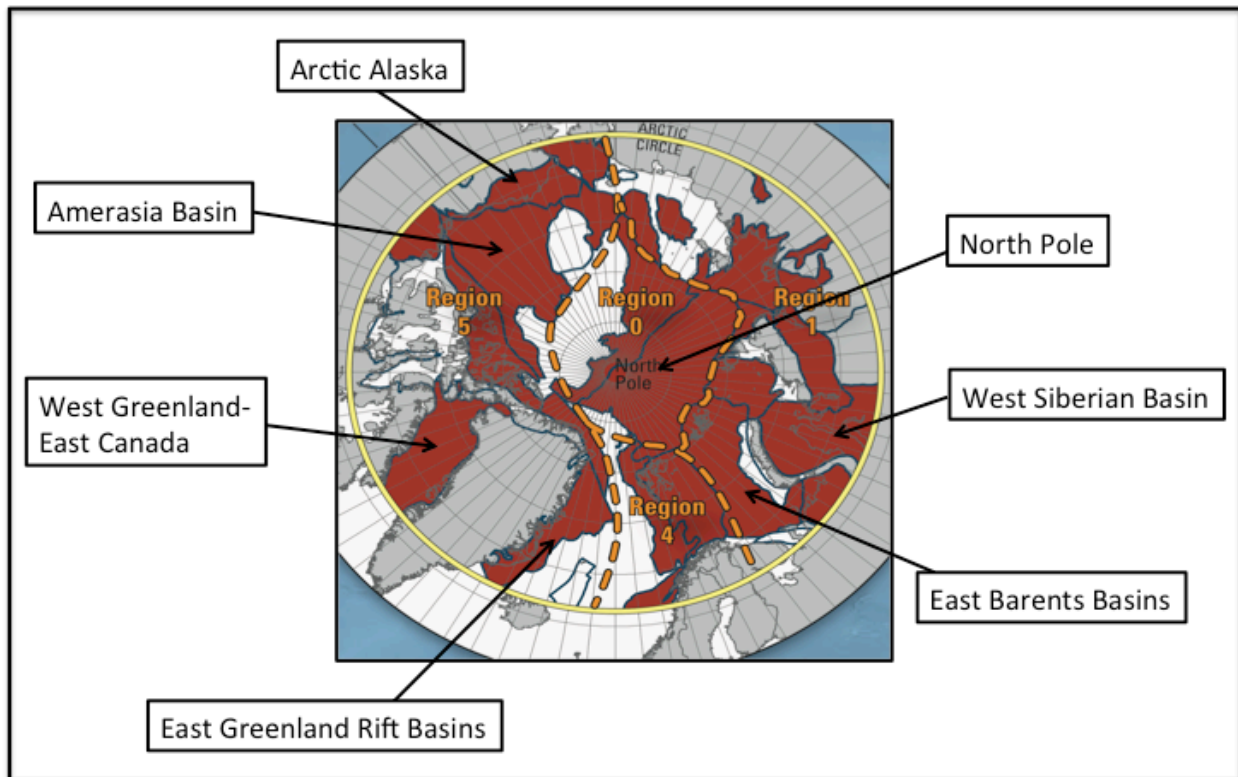 Arctic Alaska
ARCTIC
CIRCLE
Amerasia Basin
North Pole
Region
5
Region
0
Region
1
North
Pole
West Greenland-
East Canada
West Siberian Basin
Region
4
East Barents Basins
East Greenland Rift Basins